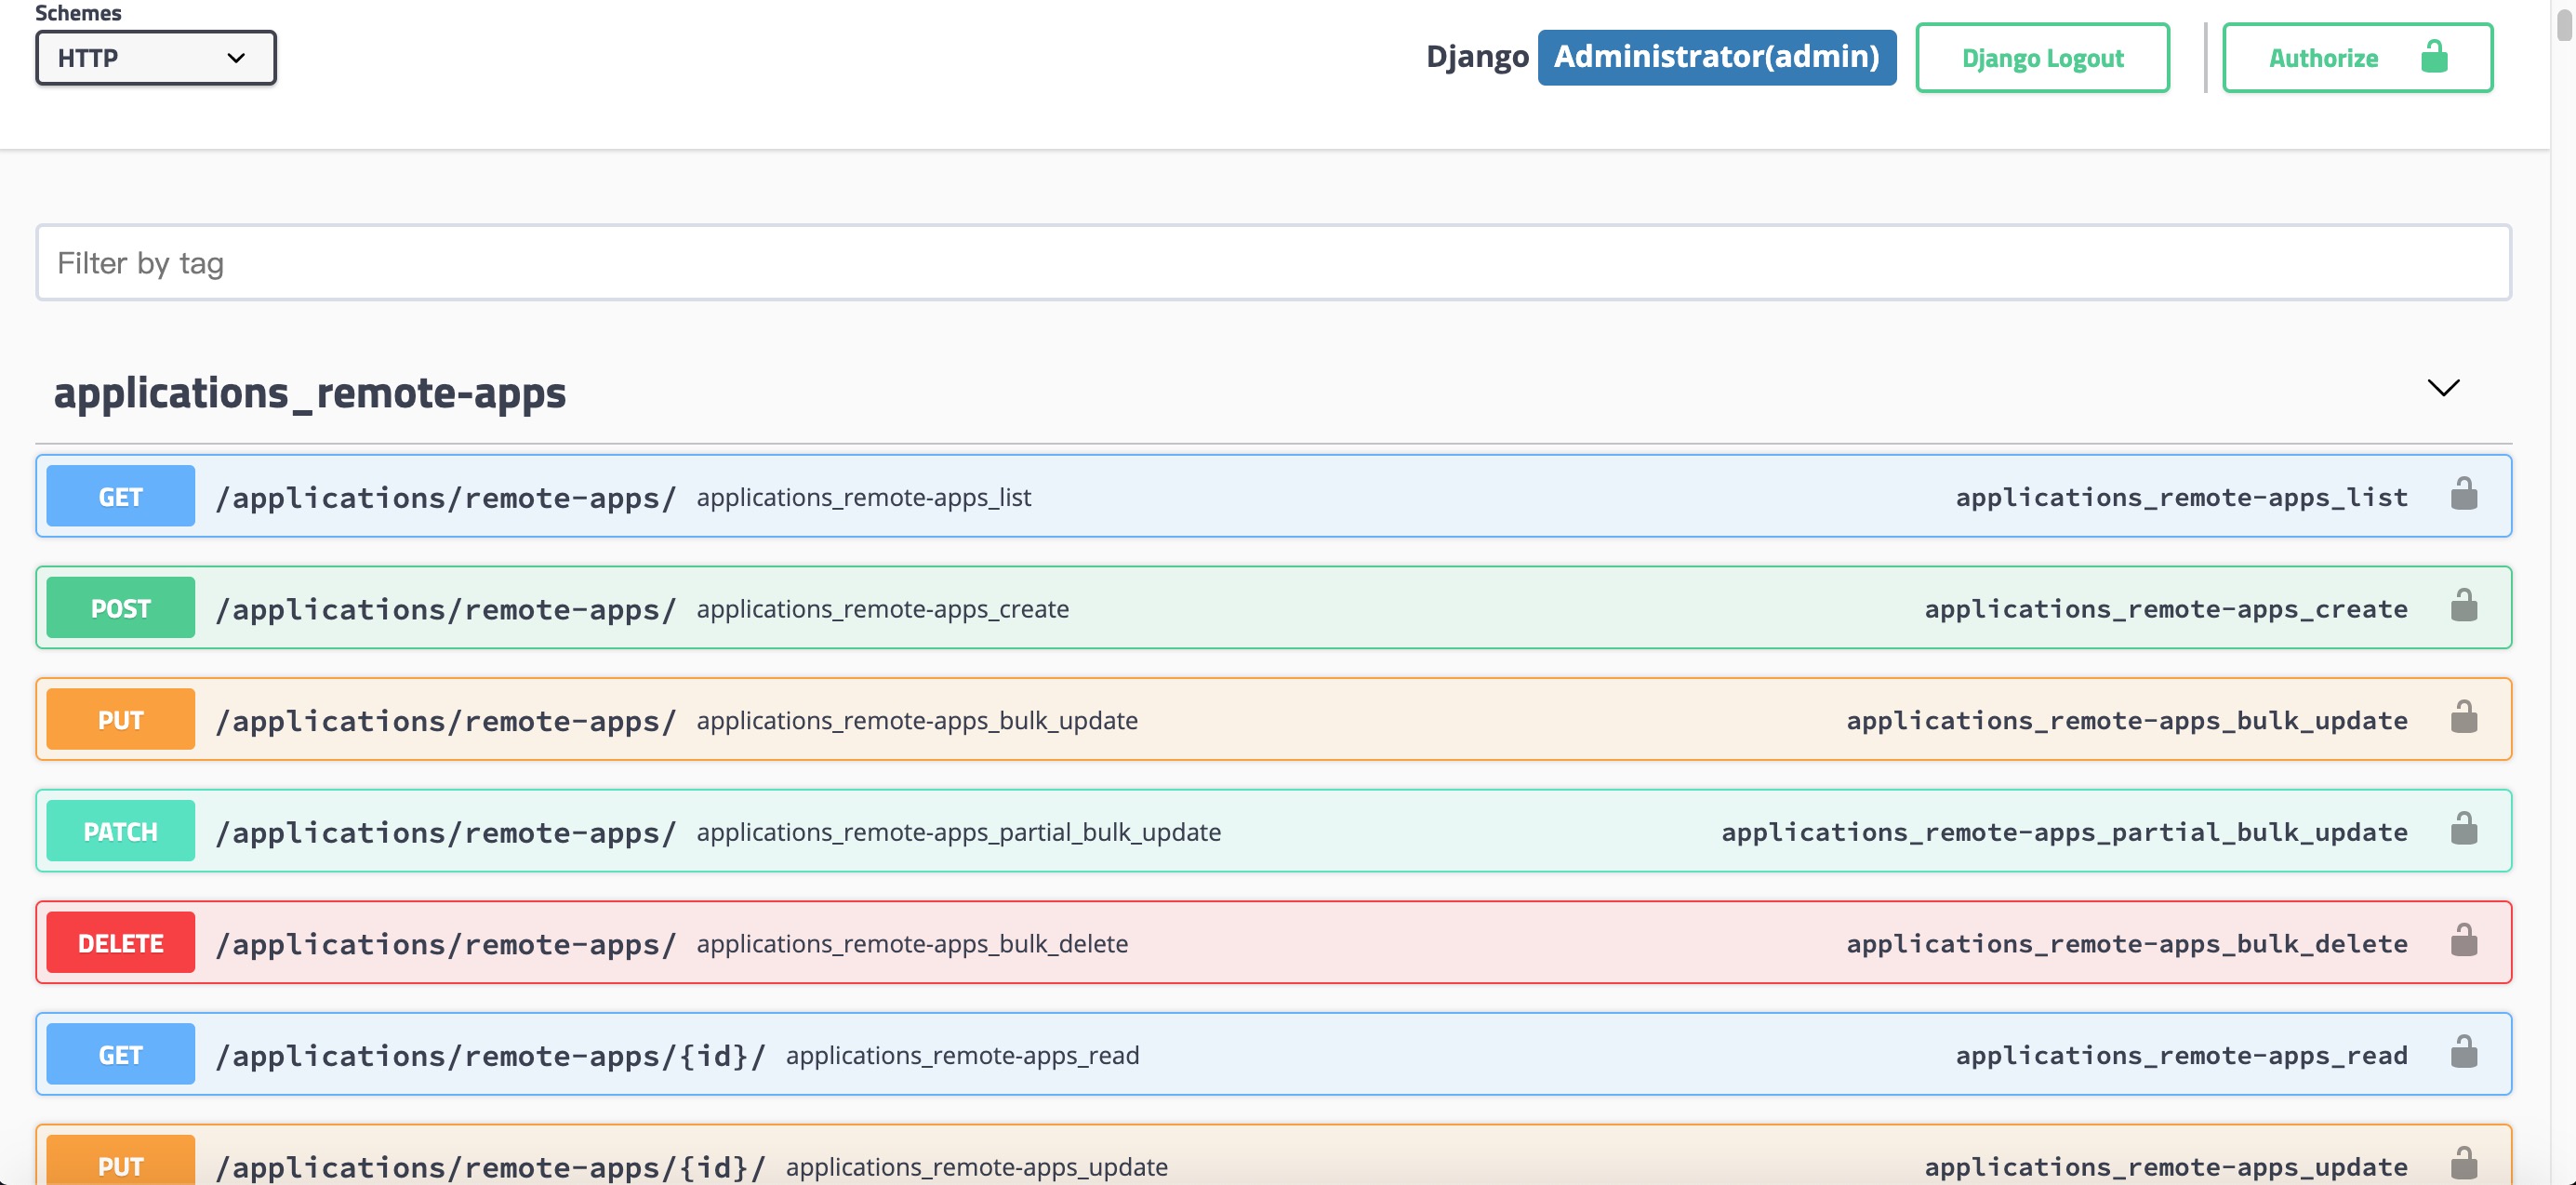 Schemes
HTTP
Django Administrator(admin) Django Logout Authorize
Filter by tag
applications_remote-apps
GET /applications/remote-apps/ applications_remote-apps_list applications_remote-apps_list
POST /applications/remote-apps/ applications_remote-apps_create applications_remote-apps_create
PUT /applications/remote-apps/ applications_remote-apps_bulk_update applications_remote-apps_bulk_update
PATCH /applications/remote-apps/ applications_remote-apps_partial_bulk_update applications_remote-apps_partial_bulk_update
DELETE /applications/remote-apps/ applications_remote-apps_bulk_delete applications_remote-apps_bulk_delete
GET /applications/remote-apps/{id}/ applications_remote-apps_read applications_remote-apps_read
PUT /applications/remote-apps/{id}/ applications_remote-apps_update applications_remote-apps_update